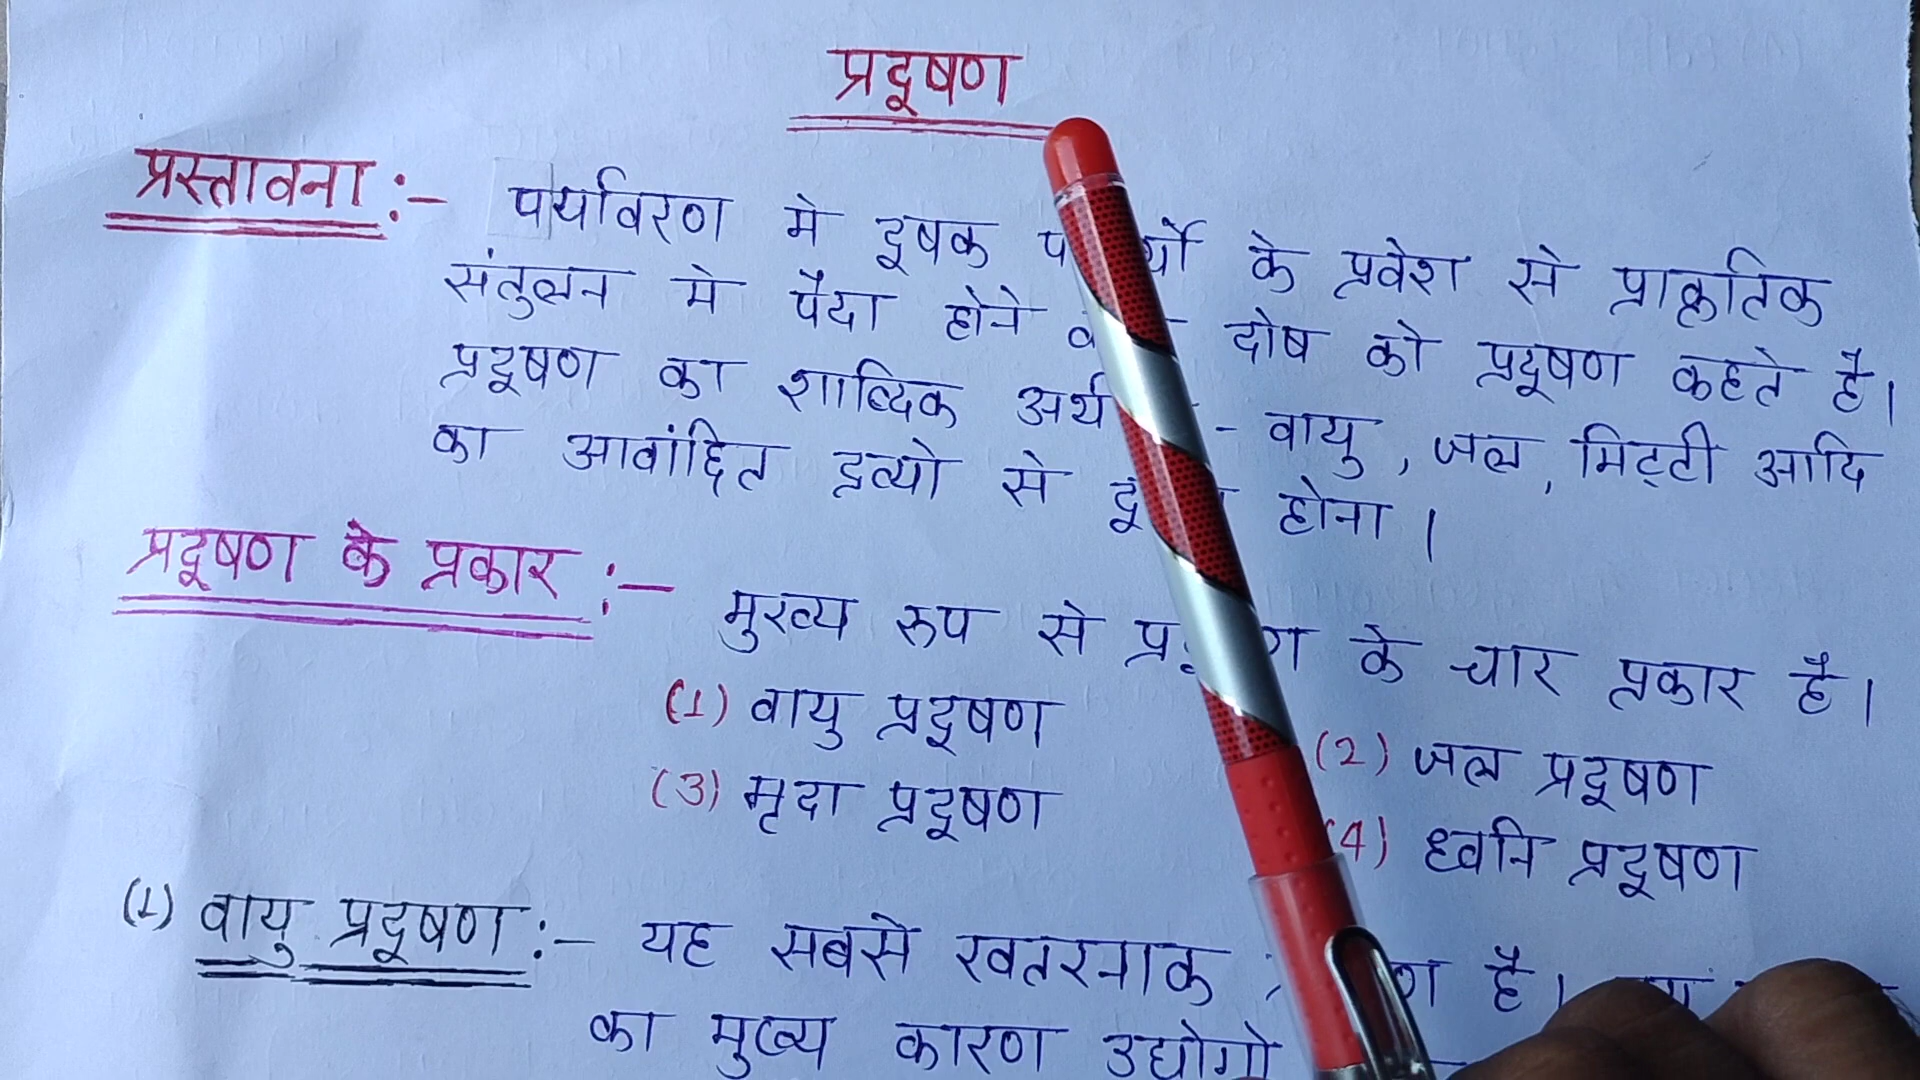 प्रदूषण
प्रस्तावना :- पर्यावरण मे दूषक के प्रवेश से प्राकृतिक
संतुलन मे पैदा होने दोष को प्रदूषण कहते है।
प्रदूषण का शाब्दिक अर्थ - वायु, जल, मिट्टी आदि
का आवांछित द्रव्यो से होना।
प्रदूषण के प्रकार :- मुख्य रूप से के चार प्रकार है।
(1) वायु प्रदूषण (2) जल प्रदूषण
(3) मृदा प्रदूषण (4) ध्वनि प्रदूषण
(1) वायु प्रदूषण :- यह सबसे खतरनाक है।
का मुख्य कारण उद्योगो